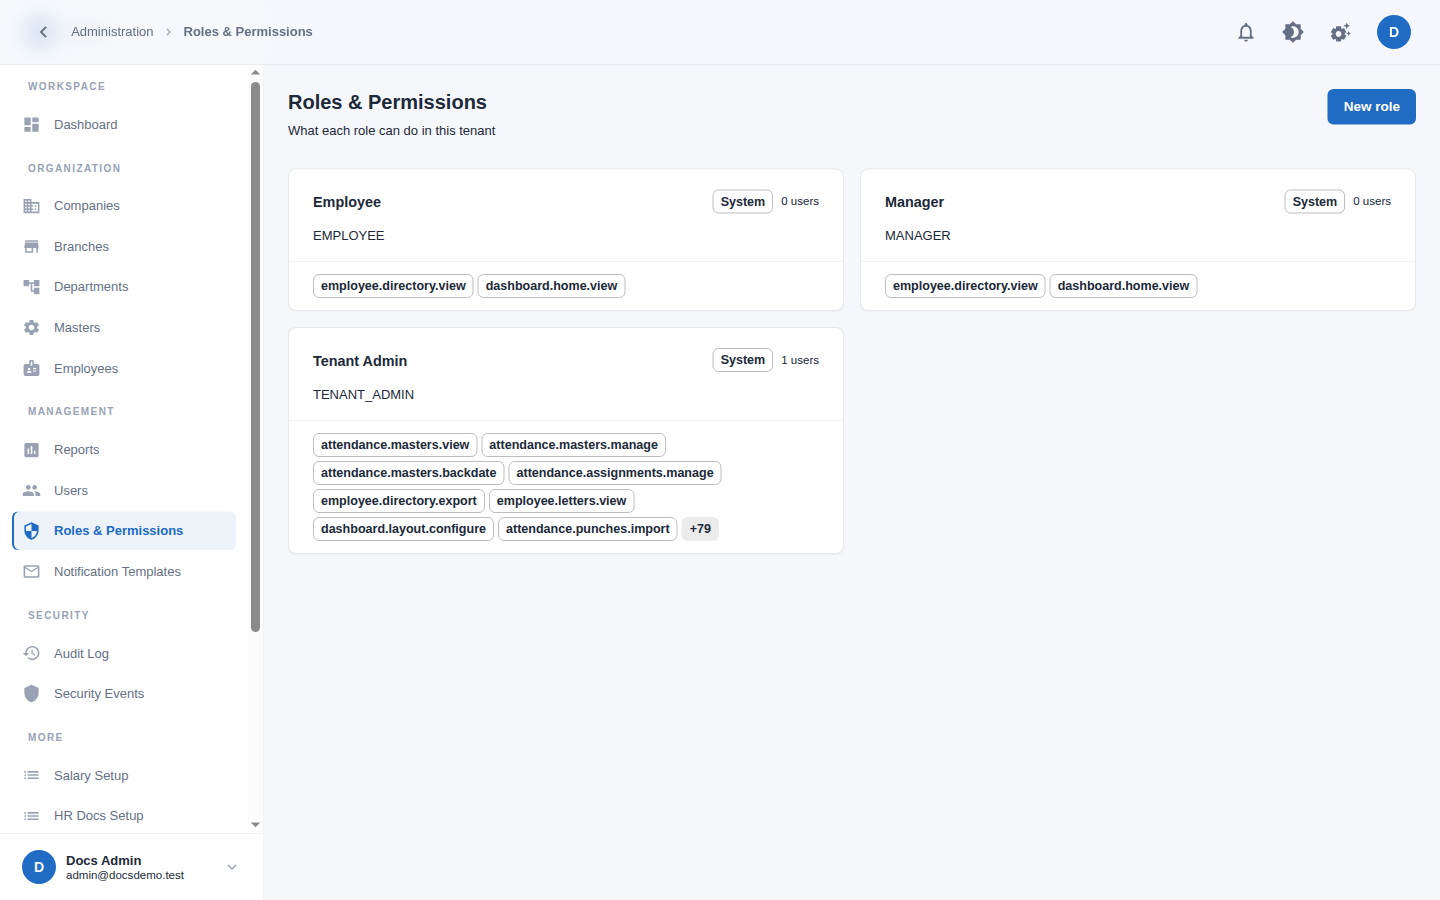 Administration > Roles & Permissions
D
WORKSPACE
Dashboard
ORGANIZATION
Companies
Branches
Departments
Masters
Employees
MANAGEMENT
Reports
Users
Roles & Permissions
Notification Templates
SECURITY
Audit Log
Security Events
MORE
Salary Setup
HR Docs Setup
D
Docs Admin
admin@docsdemo.test
Roles & Permissions
What each role can do in this tenant
New role
Employee System 0 users
EMPLOYEE
employee.directory.view dashboard.home.view
Manager System 0 users
MANAGER
employee.directory.view dashboard.home.view
Tenant Admin System 1 users
TENANT_ADMIN
attendance.masters.view attendance.masters.manage
attendance.masters.backdate attendance.assignments.manage
employee.directory.export employee.letters.view
dashboard.layout.configure attendance.punches.import +79